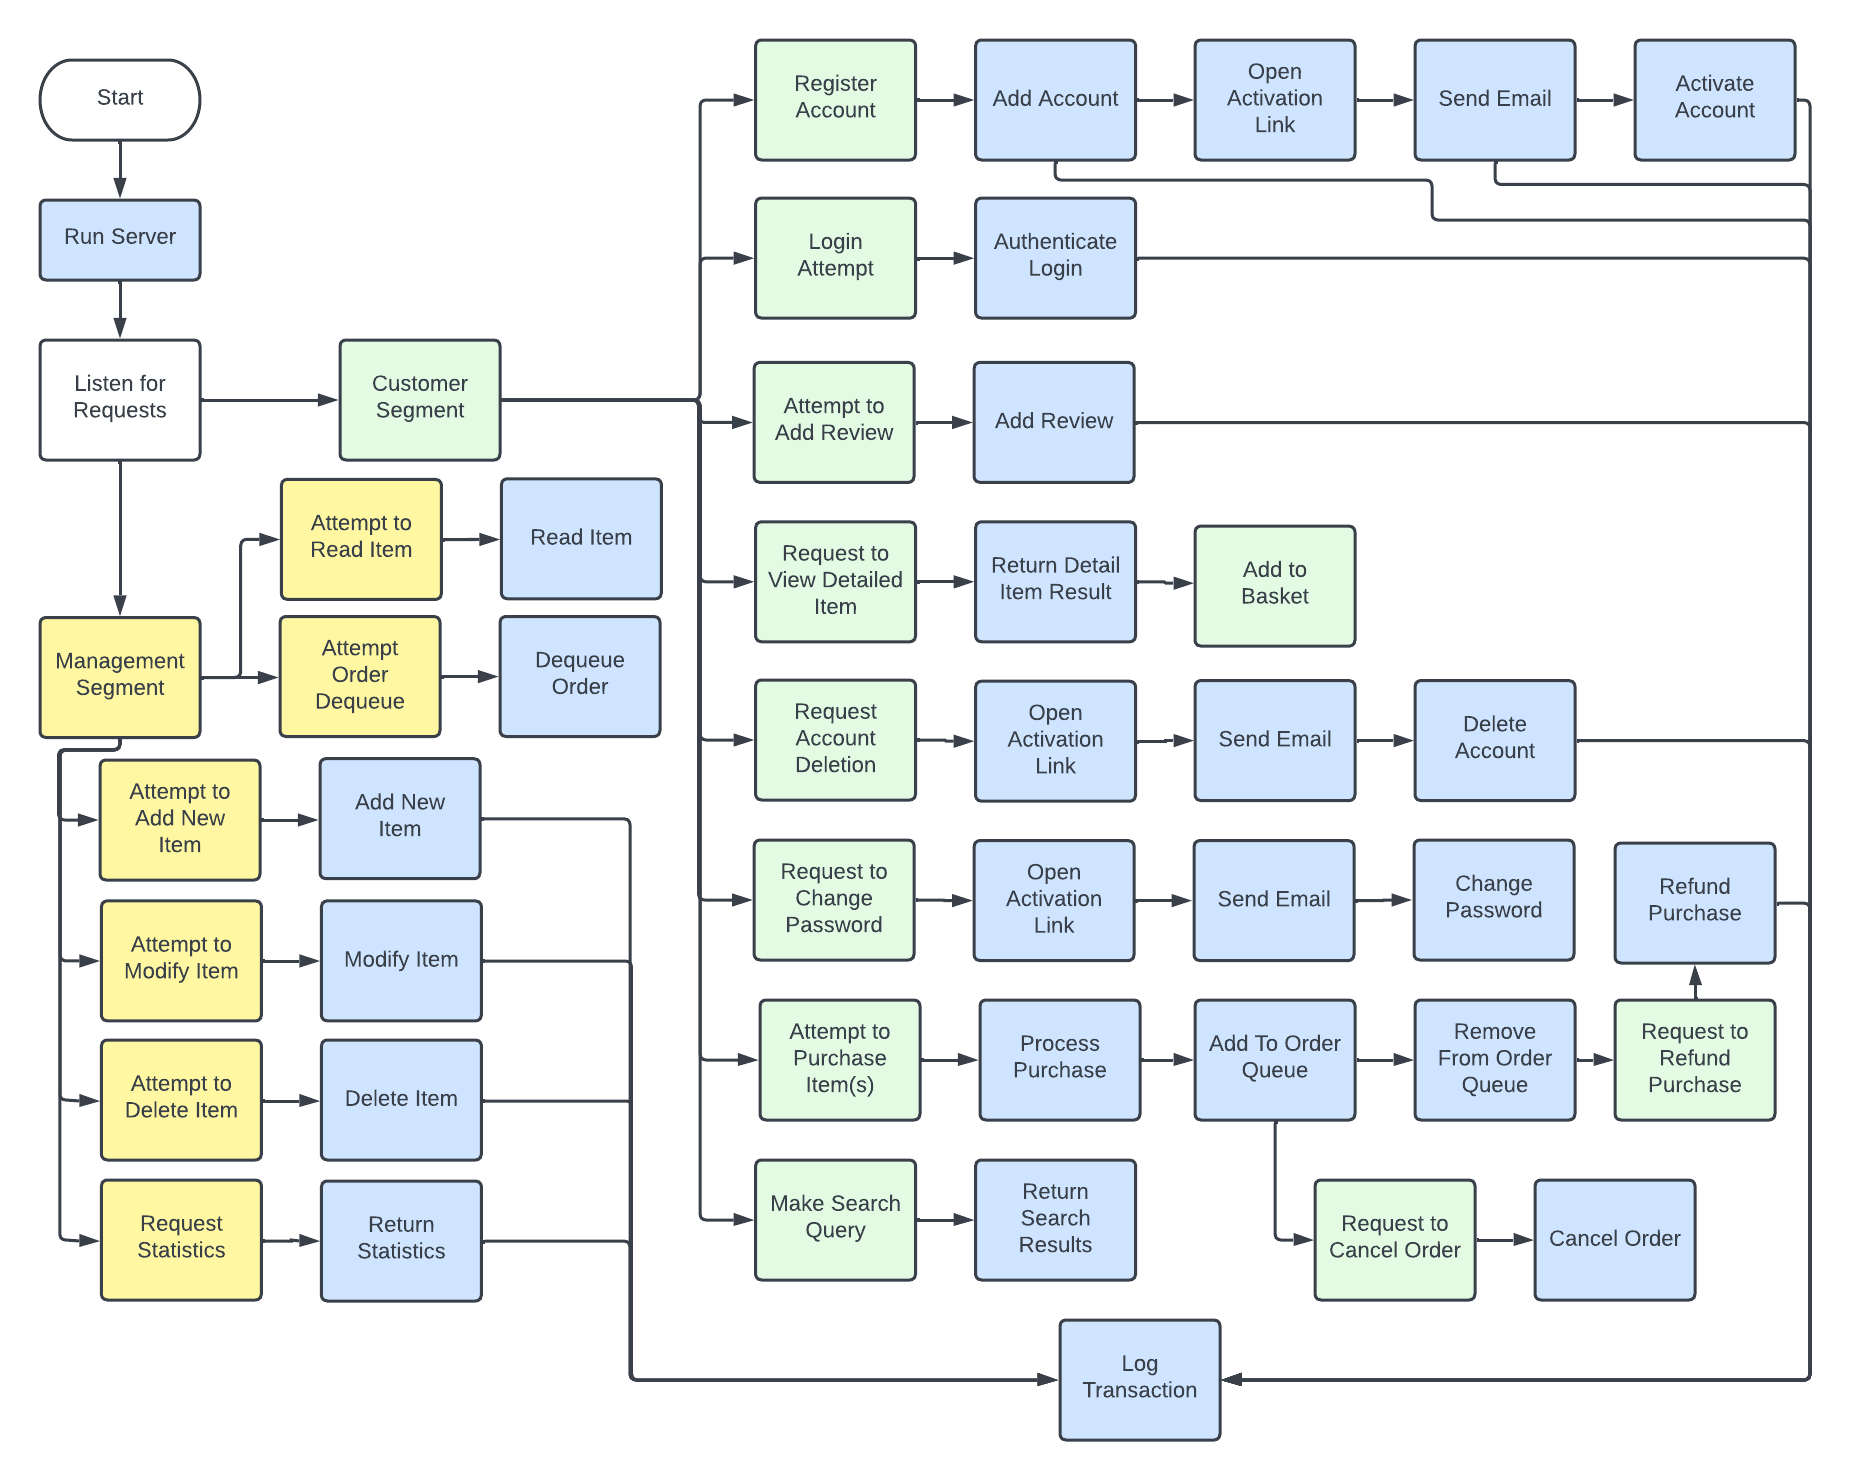 Start
Run Server
Listen for
Requests
Customer
Segment
Management
Segment
Attempt to
Read Item
Read Item
Attempt
Order
Dequeue
Dequeue
Order
Attempt to
Add New
Item
Add New
Item
Attempt to
Modify Item
Modify Item
Attempt to
Delete Item
Delete Item
Request
Statistics
Return
Statistics
Register
Account
Add Account
Open
Activation
Link
Send Email
Activate
Account
Login
Attempt
Authenticate
Login
Attempt to
Add Review
Add Review
Request to
View Detailed
Item
Return Detail
Item Result
Add to
Basket
Request
Account
Deletion
Open
Activation
Link
Send Email
Delete
Account
Request to
Change
Password
Open
Activation
Link
Send Email
Change
Password
Refund
Purchase
Attempt to
Purchase
Item(s)
Process
Purchase
Add To Order
Queue
Remove
From Order
Queue
Request to
Refund
Purchase
Make Search
Query
Return
Search
Results
Request to
Cancel Order
Cancel Order
Log
Transaction